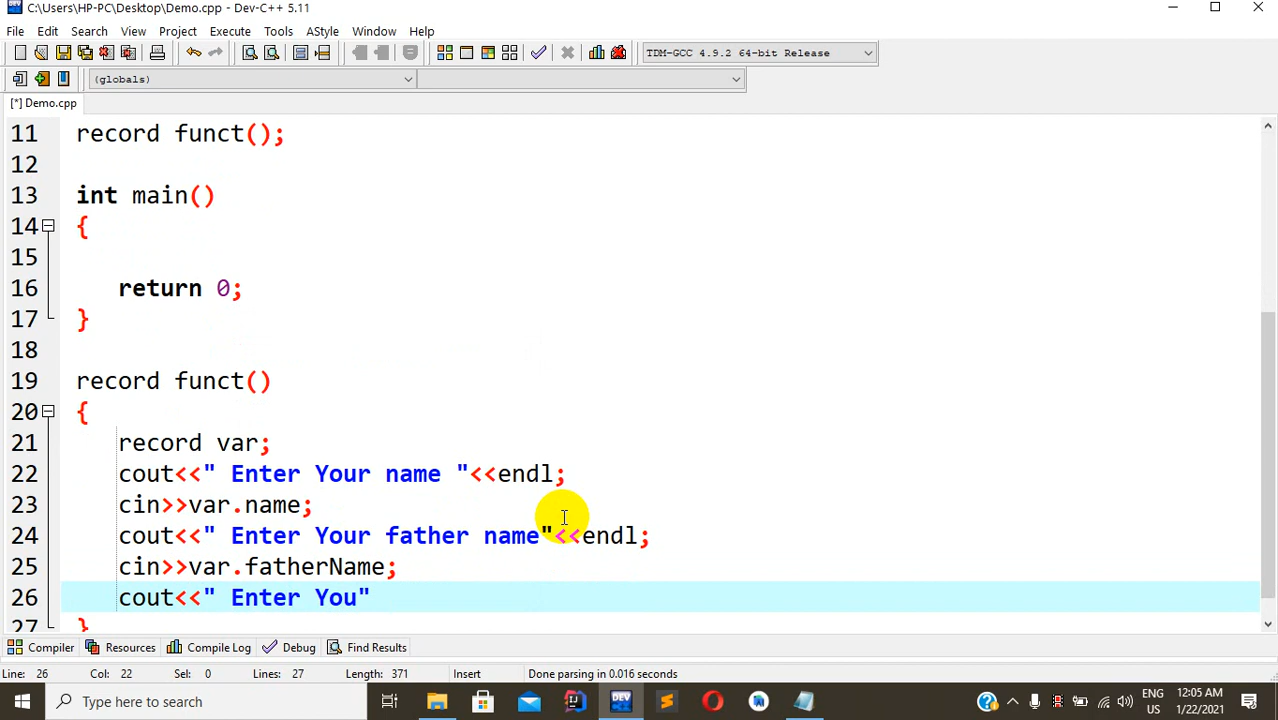 C:\Users\HP-PC\Desktop\Demo.cpp - Dev-C++ 5.11
File Edit Search View Project Execute Tools AStyle Window Help
TDM-GCC 4.9.2 64-bit Release
(globals)
[*] Demo.cpp
11 record funct();
12
13 int main()
14 {
15
16 return 0;
17 }
18
19 record funct()
20 {
21 record var;
22 cout<<" Enter Your name "<<endl;
23 cin>>var.name;
24 cout<<" Enter Your father name"<<endl;
25 cin>>var.fatherName;
26 cout<<" Enter You"
27 }
Compiler Resources Compile Log Debug Find Results
Line: 26 Col: 22 Sel: 0 Lines: 27 Length: 371 Insert Done parsing in 0.016 seconds
Type here to search
DEV
ENG
US
12:05 AM
1/22/2021